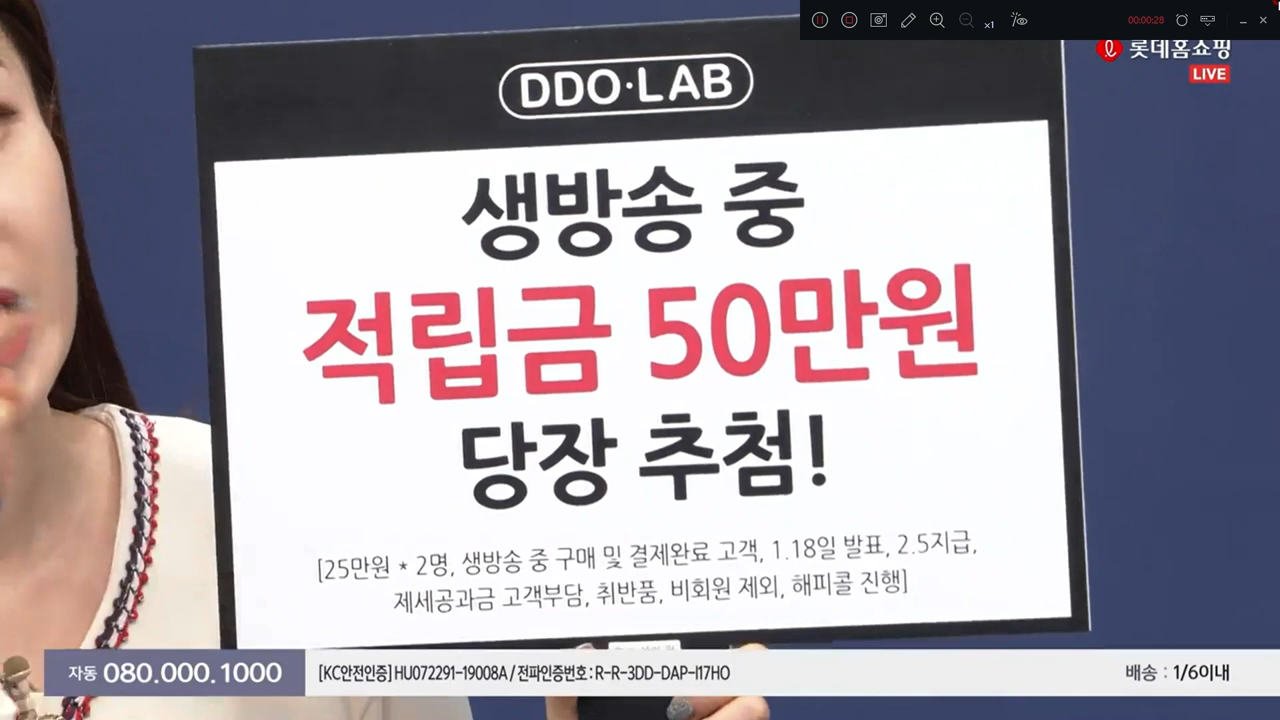 x1
00:00:28
롯데홈쇼핑
LIVE
DDO·LAB
생방송 중
적립금 50만원
당장 추첨!
[25만원 * 2명, 생방송 중 구매 및 결제완료 고객, 1.18일 발표, 2.5지급,
제세공과금 고객부담, 취반품, 비회원 제외, 해피콜 진행]
자동 080.000.1000
[KC안전인증] HU072291-19008A / 전파인증번호 : R-R-3DD-DAP-I17HO
배송 : 1/6이내